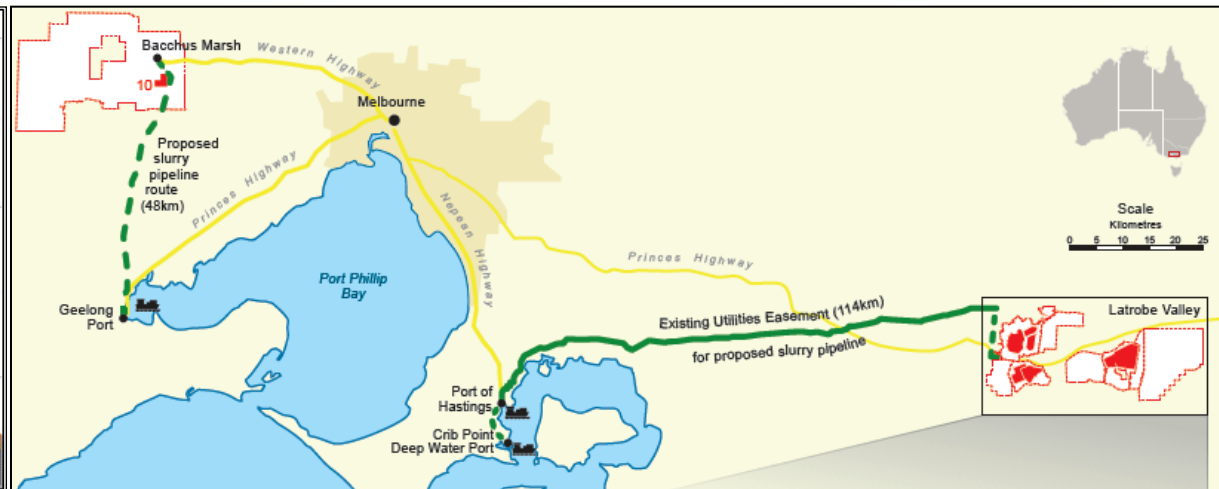 Bacchus Marsh
10
Western Highway
Melbourne
Proposed
slurry
pipeline
route
(48km)
Princes Highway
Nepean Highway
Port Phillip
Bay
Geelong
Port
Princes Highway
Scale
Kilometres
0 5 10 15 20 25
Existing Utilities Easement (114km)
for proposed slurry pipeline
Latrobe Valley
Port of
Hastings
Crib Point
Deep Water Port